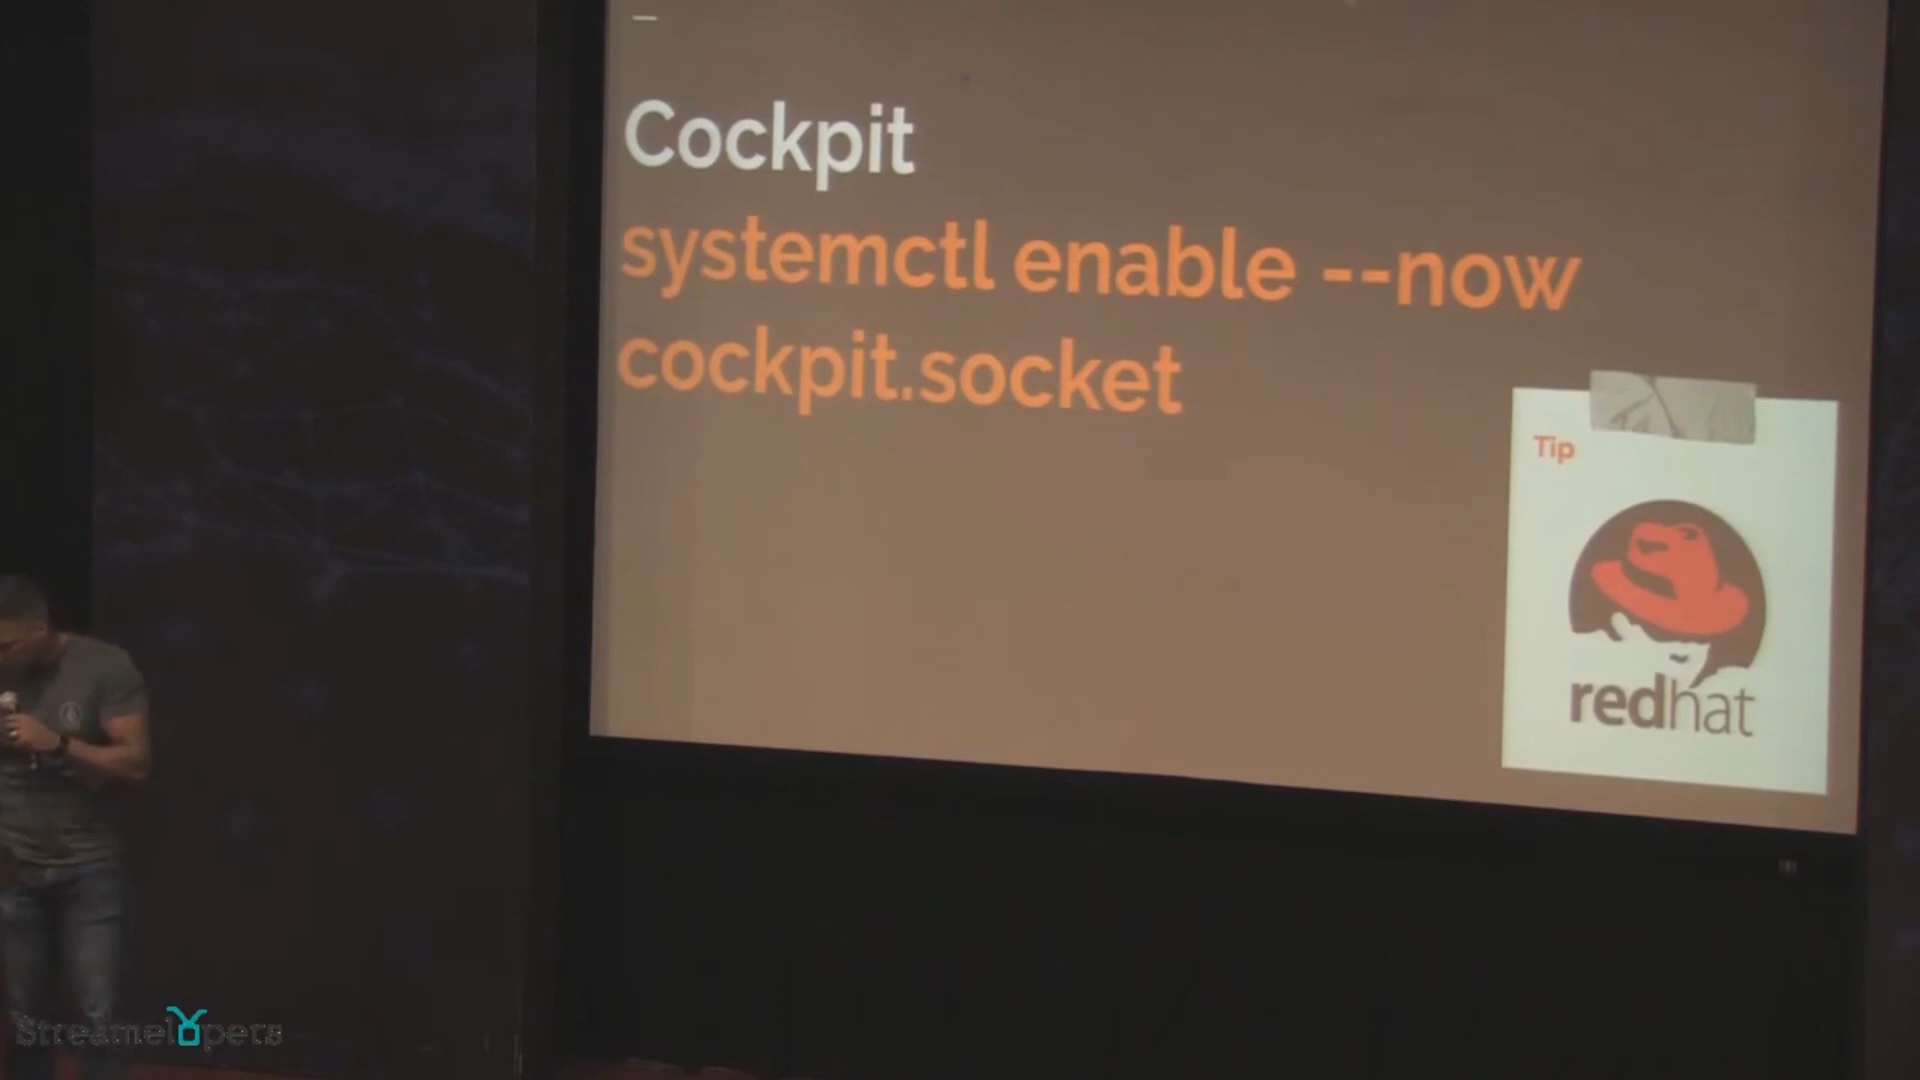 Cockpit
systemctl enable --now
cockpit.socket
Tip
redhat
Streamelopers